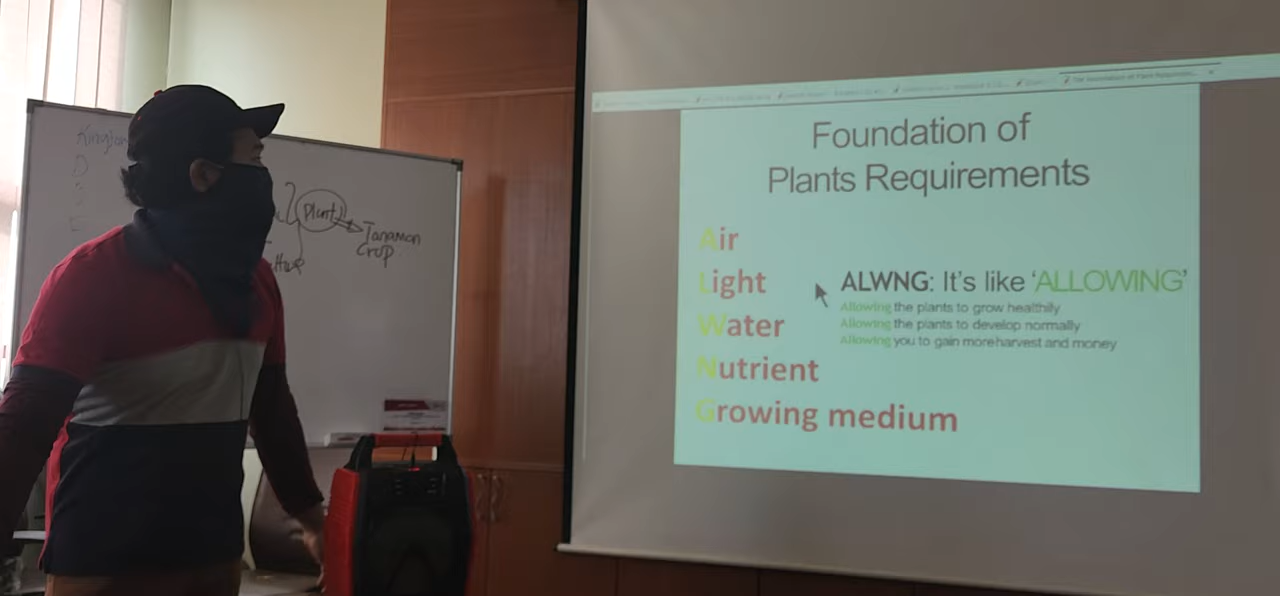 D
Plant
Tanaman
Crop
Foundation of
Plants Requirements
Air
Light
Water
Nutrient
Growing medium
ALWNG: It's like 'ALLOWING'
Allowing the plants to grow healthily
Allowing the plants to develop normally
Allowing you to gain more harvest and money